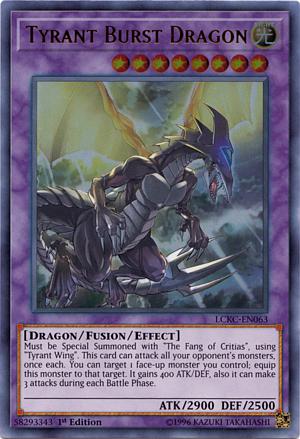 TYRANT BURST DRAGON
LIGHT
光
LCKC-EN063
[Dragon/Fusion/Effect]
Must be Special Summoned with "The Fang of Critias", using
"Tyrant Wing". This card can attack all your opponent's monsters,
once each. You can target 1 face-up monster you control; equip
this monster to that target. It gains 400 ATK/DEF, also it can make
3 attacks during each Battle Phase.
ATK/2900 DEF/2500
58293343 1st Edition ©1996 KAZUKI TAKAHASHI